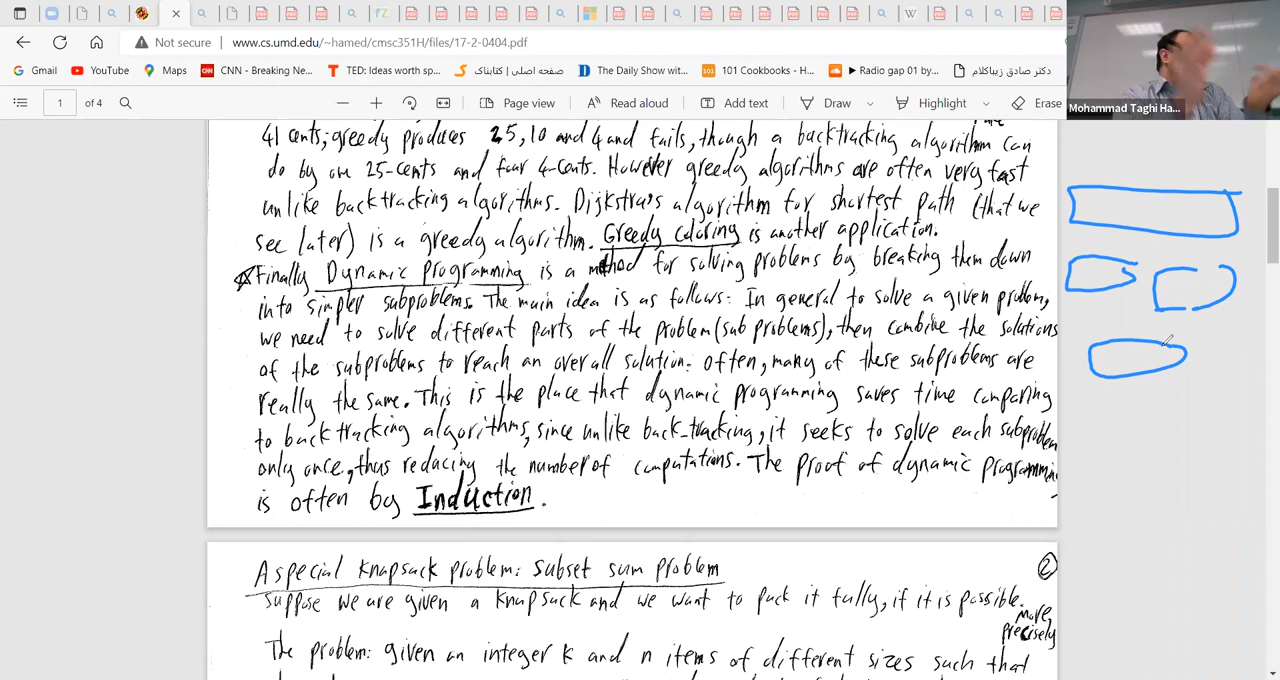 Not secure
www.cs.umd.edu/~hamed/cmsc351H/files/17-2-0404.pdf
Gmail YouTube Maps CNN - Breaking Ne... TED: Ideas worth sp... صفحه اصلی | کتابناک The Daily Show wit... 101 Cookbooks - H... Radio gap 01 by... دکتر صادق زیباکلام
1 of 4 Page view Read aloud Add text Draw Highlight Erase
Mohammad Taghi Ha...
41 cents; greedy produces 25, 10 and 4 and fails, though a backtracking algorithm can
do by one 25-cents and four 4-cents. However greedy algorithms are often very fast
unlike backtracking algorithms. Dijkstra's algorithm for shortest path (that we
see later) is a greedy algorithm. Greedy coloring is another application.
Finally Dynamic Programming is a method for solving problems by breaking them down
into simpler subproblems. The main idea is as follows: In general to solve a given problem,
we need to solve different parts of the problem (subproblems), then combine the solutions
of the subproblems to reach an overall solution. Often, many of these subproblems are
really the same. This is the place that dynamic programming saves time comparing
to backtracking algorithms, since unlike back-tracking, it seeks to solve each subproblem
only once, thus reducing the number of computations. The proof of dynamic programming
is often by Induction.
A special knapsack problem: subset sum problem
2
suppose we are given a knapsack and we want to pack it fully, if it is possible.
more
precisely
The problem: given an integer k and n items of different sizes such that